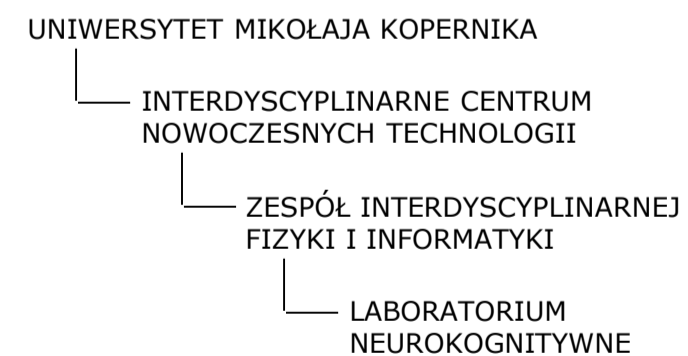 UNIWERSYTET MIKOŁAJA KOPERNIKA
INTERDYSCYPLINARNE CENTRUM
NOWOCZESNYCH TECHNOLOGII
ZESPÓŁ INTERDYSCYPLINARNEJ
FIZYKI I INFORMATYKI
LABORATORIUM
NEUROKOGNITYWNE